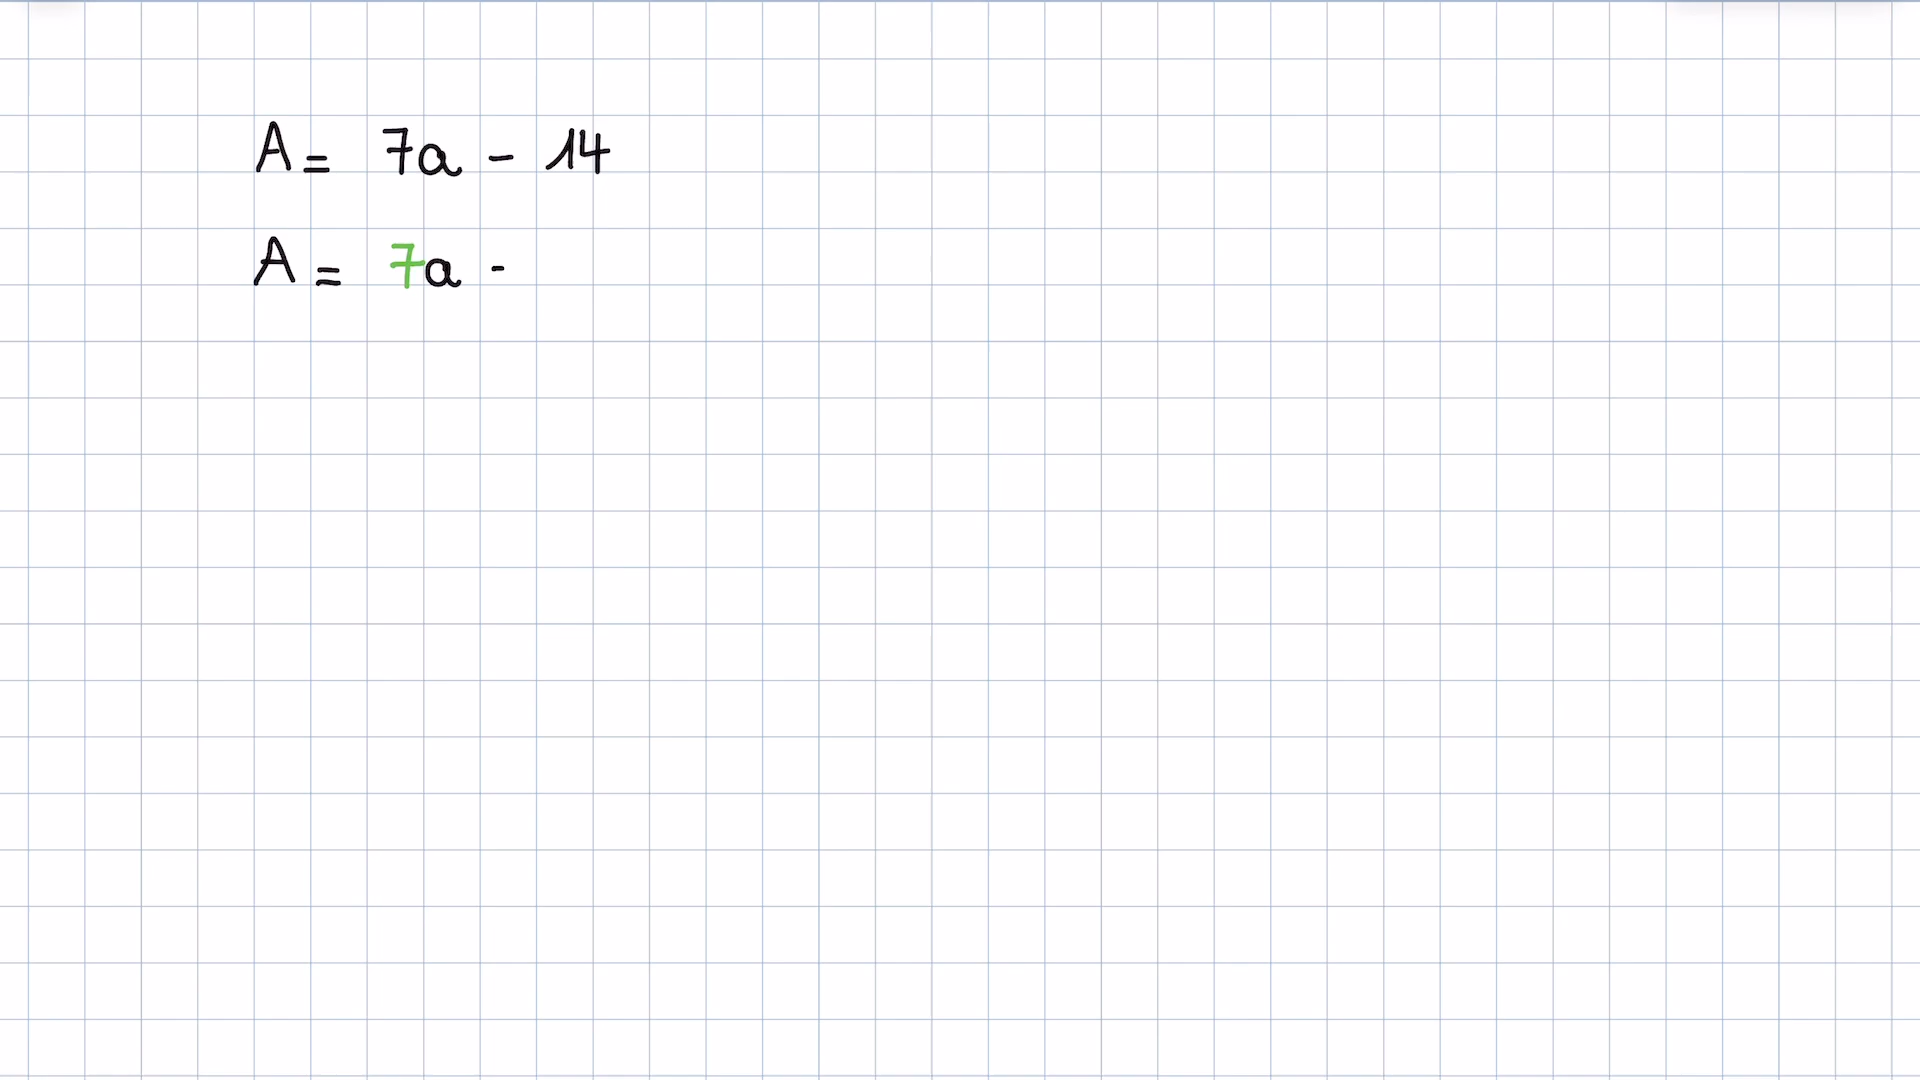 A = 7a - 14
A = 7a -